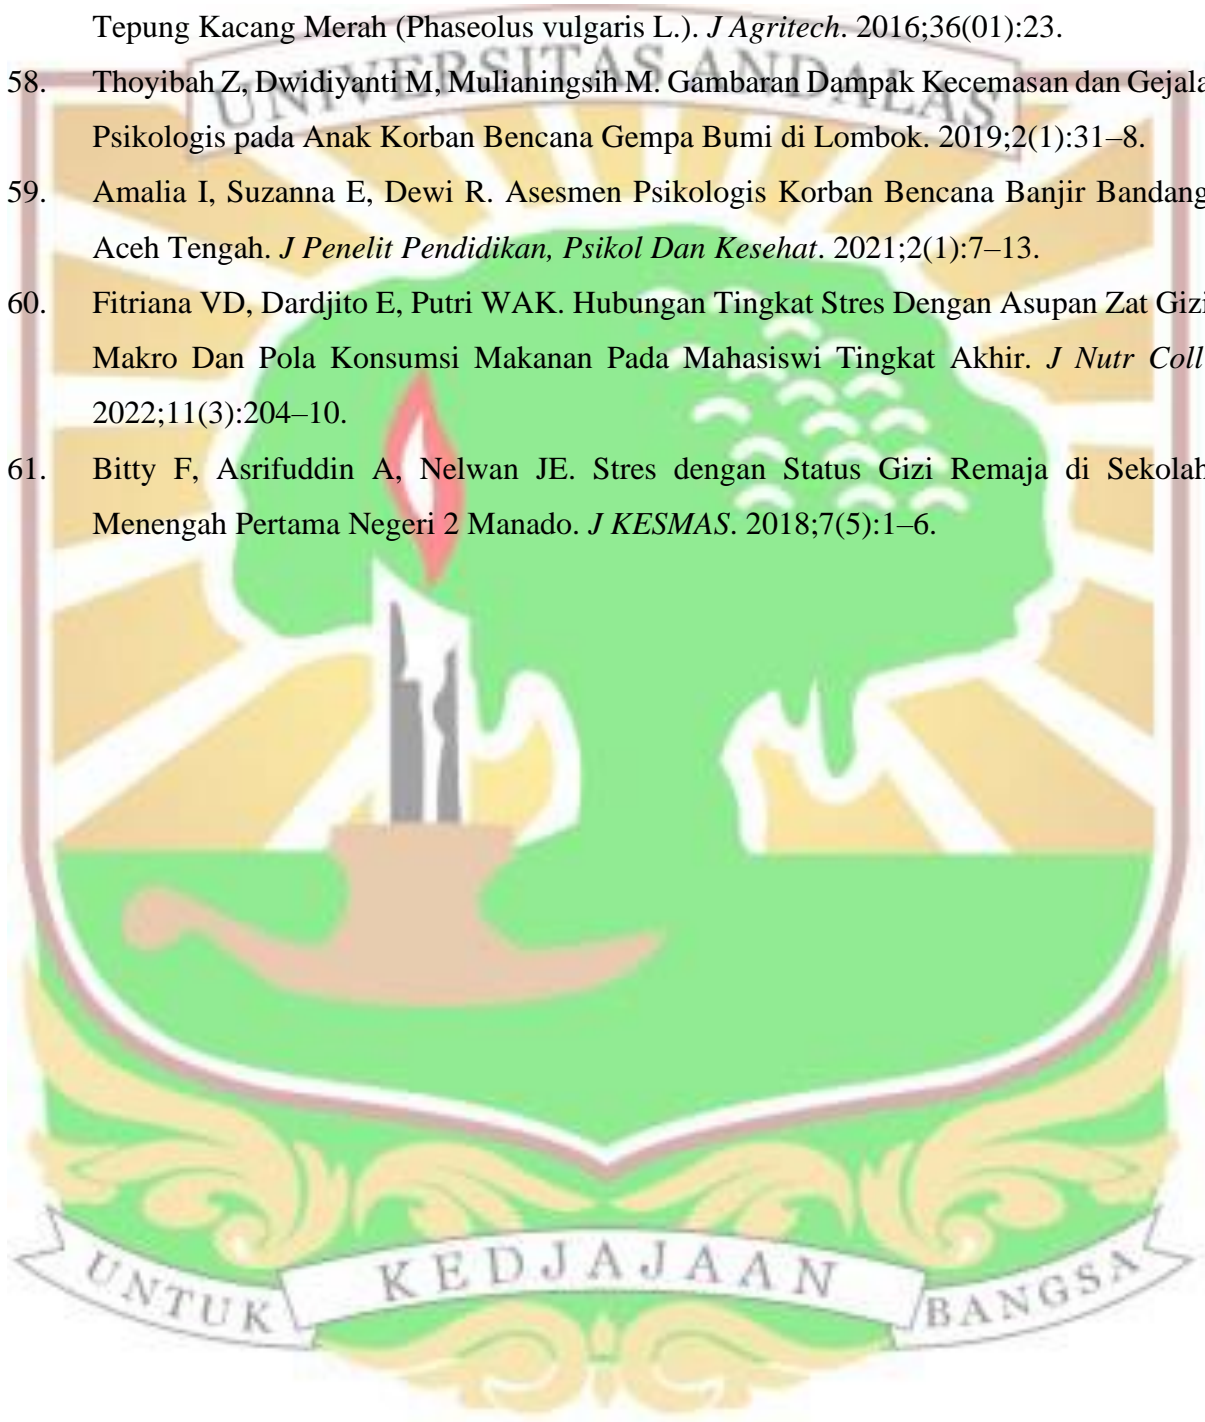 Tepung Kacang Merah (Phaseolus vulgaris L.). J Agritech. 2016;36(01):23.
UNIVERSITAS ANDALAS
58. Thoyibah Z, Dwidiyanti M, Mulianingsih M. Gambaran Dampak Kecemasan dan Gejala
Psikologis pada Anak Korban Bencana Gempa Bumi di Lombok. 2019;2(1):31–8.
59. Amalia I, Suzanna E, Dewi R. Asesmen Psikologis Korban Bencana Banjir Bandang
Aceh Tengah. J Penelit Pendidikan, Psikol Dan Kesehat. 2021;2(1):7–13.
60. Fitriana VD, Dardjito E, Putri WAK. Hubungan Tingkat Stres Dengan Asupan Zat Gizi
Makro Dan Pola Konsumsi Makanan Pada Mahasiswi Tingkat Akhir. J Nutr Coll
2022;11(3):204–10.
61. Bitty F, Asrifuddin A, Nelwan JE. Stres dengan Status Gizi Remaja di Sekolah
Menengah Pertama Negeri 2 Manado. J KESMAS. 2018;7(5):1–6.
UNTUK KEDJAJAAN BANGSA